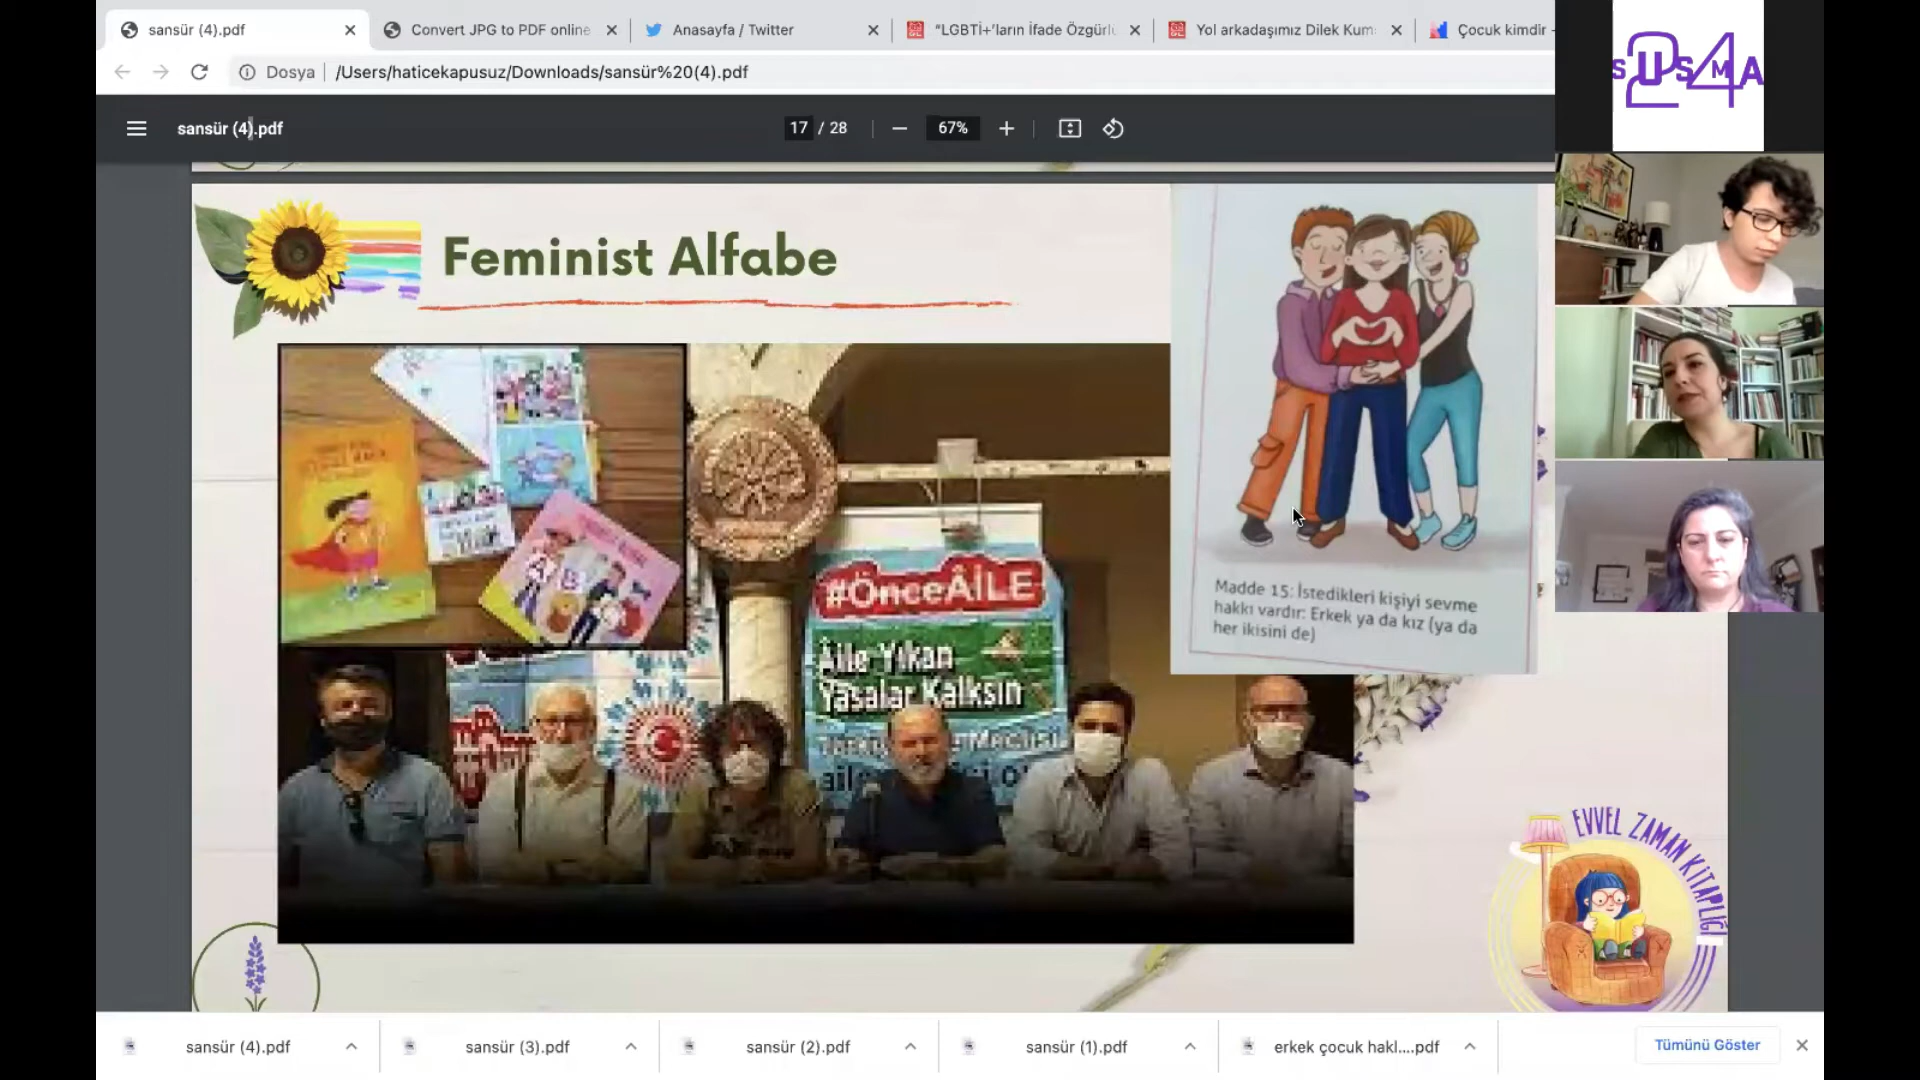 sansür (4).pdf
Convert JPG to PDF online
Anasayfa / Twitter
“LGBTİ+’ların İfade Özgürlü
Yol arkadaşımız Dilek Kum
Çocuk kimdir -
Dosya
/Users/haticekapusuz/Downloads/sansür%20(4).pdf
sansür (4).pdf
17 / 28
67%
SUSMA
24
Feminist Alfabe
#ÖnceÂİLE
Âile Yıkan
Yasalar Kalksın
A B
Madde 15: İstedikleri kişiyi sevme
hakkı vardır: Erkek ya da kız (ya da
her ikisini de)
EVVEL ZAMAN KİTAPLIĞI
sansür (4).pdf
sansür (3).pdf
sansür (2).pdf
sansür (1).pdf
erkek çocuk hakl....pdf
Tümünü Göster